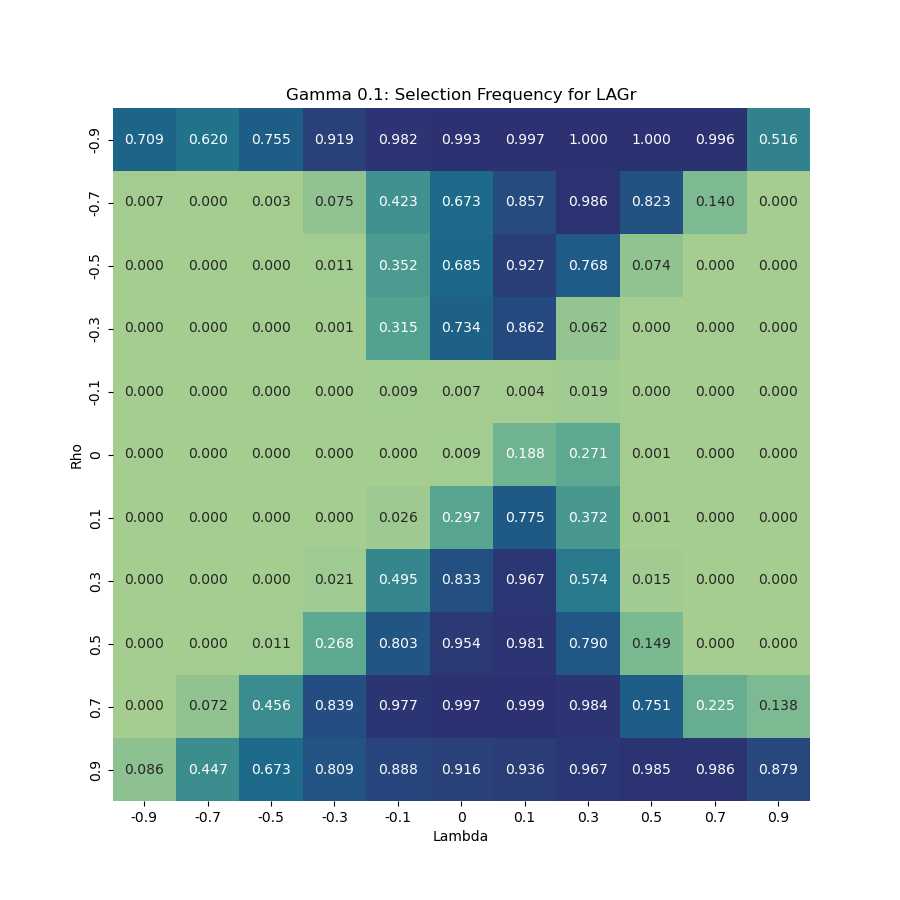 Gamma 0.1: Selection Frequency for LAGr
-0.9 0.709 0.620 0.755 0.919 0.982 0.993 0.997 1.000 1.000 0.996 0.516
-0.7 0.007 0.000 0.003 0.075 0.423 0.673 0.857 0.986 0.823 0.140 0.000
-0.5 0.000 0.000 0.000 0.011 0.352 0.685 0.927 0.768 0.074 0.000 0.000
-0.3 0.000 0.000 0.000 0.001 0.315 0.734 0.862 0.062 0.000 0.000 0.000
-0.1 0.000 0.000 0.000 0.000 0.009 0.007 0.004 0.019 0.000 0.000 0.000
Rho
0 0.000 0.000 0.000 0.000 0.000 0.009 0.188 0.271 0.001 0.000 0.000
0.1 0.000 0.000 0.000 0.000 0.026 0.297 0.775 0.372 0.001 0.000 0.000
0.3 0.000 0.000 0.000 0.021 0.495 0.833 0.967 0.574 0.015 0.000 0.000
0.5 0.000 0.000 0.011 0.268 0.803 0.954 0.981 0.790 0.149 0.000 0.000
0.7 0.000 0.072 0.456 0.839 0.977 0.997 0.999 0.984 0.751 0.225 0.138
0.9 0.086 0.447 0.673 0.809 0.888 0.916 0.936 0.967 0.985 0.986 0.879
-0.9 -0.7 -0.5 -0.3 -0.1 0 0.1 0.3 0.5 0.7 0.9
Lambda